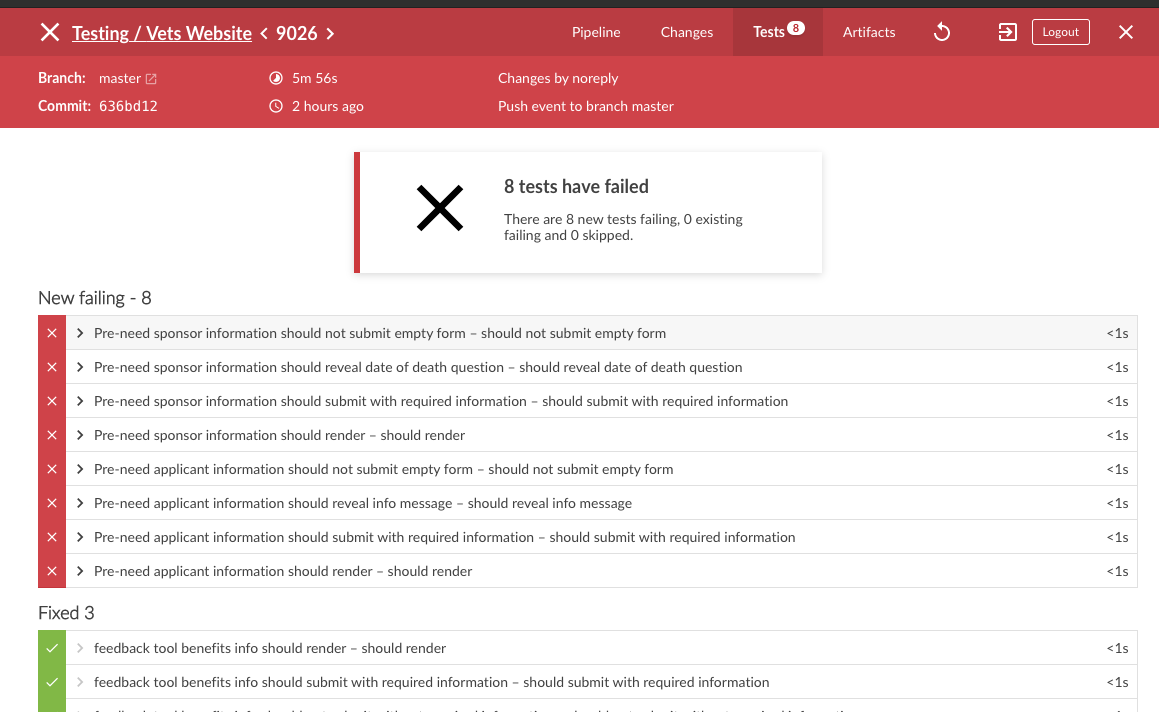 Testing / Vets Website < 9026 > Pipeline Changes Tests 8 Artifacts Logout
Branch: master 5m 56s Changes by noreply
Commit: 636bd12 2 hours ago Push event to branch master
8 tests have failed
There are 8 new tests failing, 0 existing
failing and 0 skipped.
New failing - 8
Pre-need sponsor information should not submit empty form – should not submit empty form <1s
Pre-need sponsor information should reveal date of death question – should reveal date of death question <1s
Pre-need sponsor information should submit with required information – should submit with required information <1s
Pre-need sponsor information should render – should render <1s
Pre-need applicant information should not submit empty form – should not submit empty form <1s
Pre-need applicant information should reveal info message – should reveal info message <1s
Pre-need applicant information should submit with required information – should submit with required information <1s
Pre-need applicant information should render – should render <1s
Fixed 3
feedback tool benefits info should render – should render <1s
feedback tool benefits info should submit with required information – should submit with required information <1s